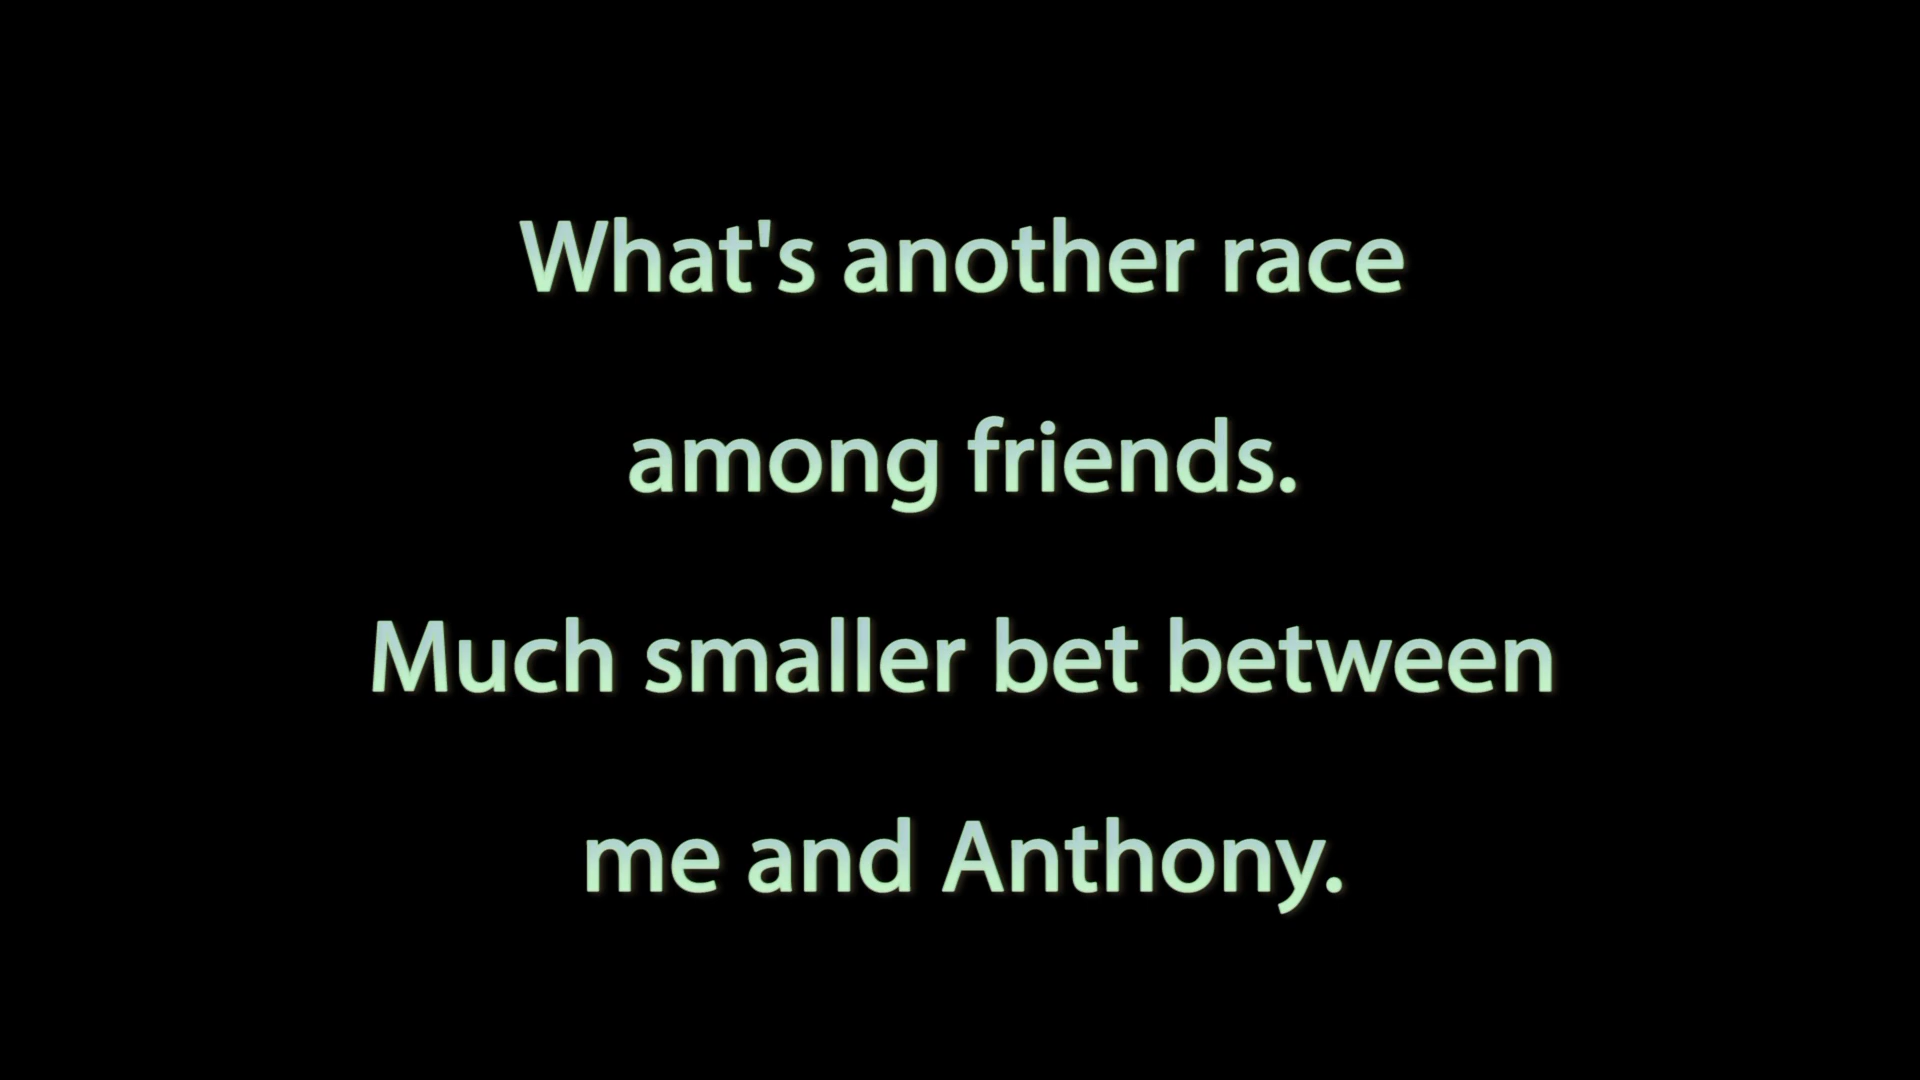 What's another race
among friends.
Much smaller bet between
me and Anthony.